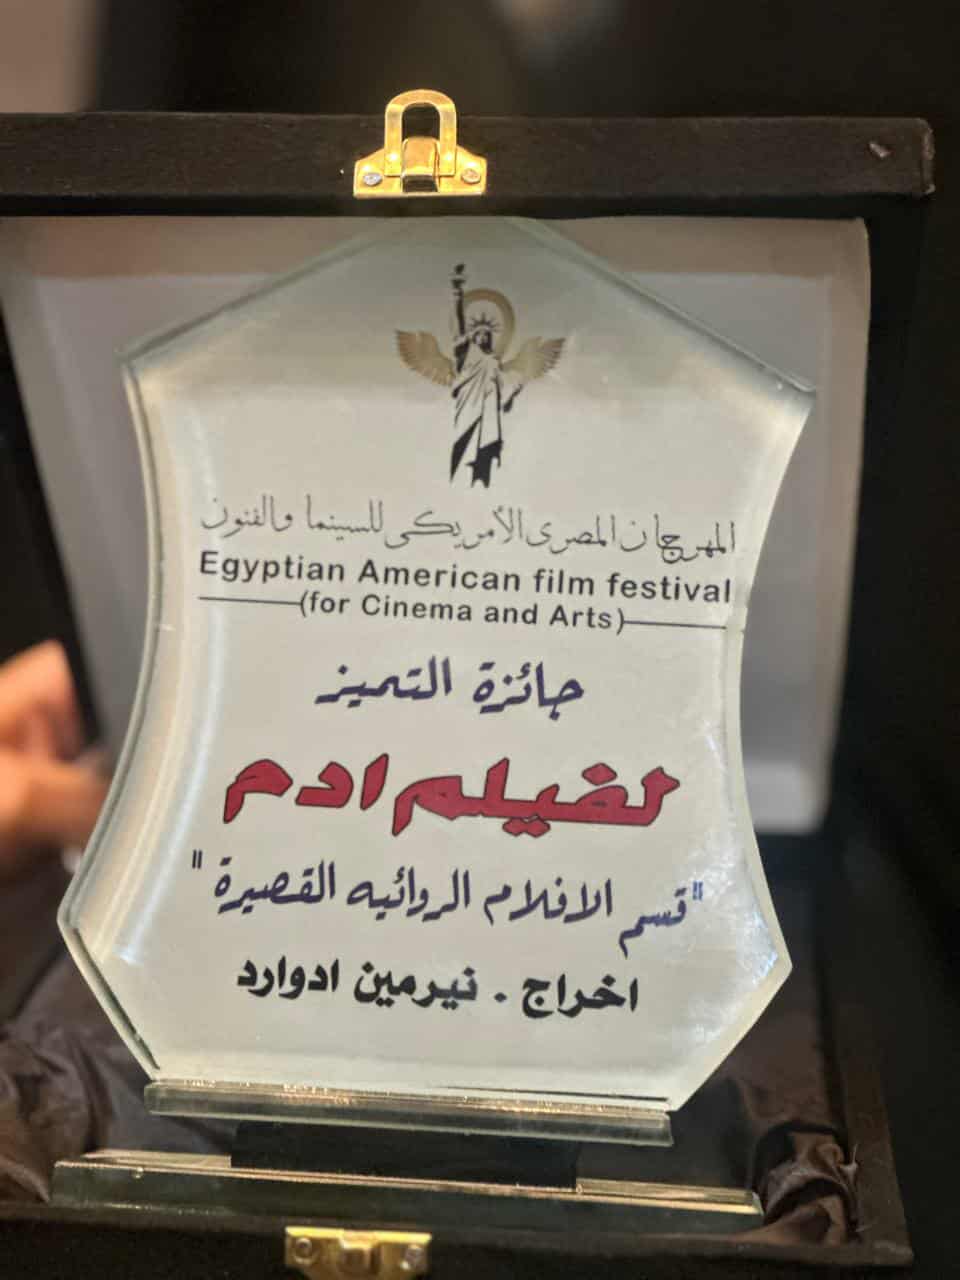 المهرجان المصرى الأمريكى للسينما والفنون
Egyptian American film festival
(for Cinema and Arts)
جائزة التميز
لفيلم ادم
"قسم الافلام الروائيه القصيرة"
اخراج . نيرمين ادوارد